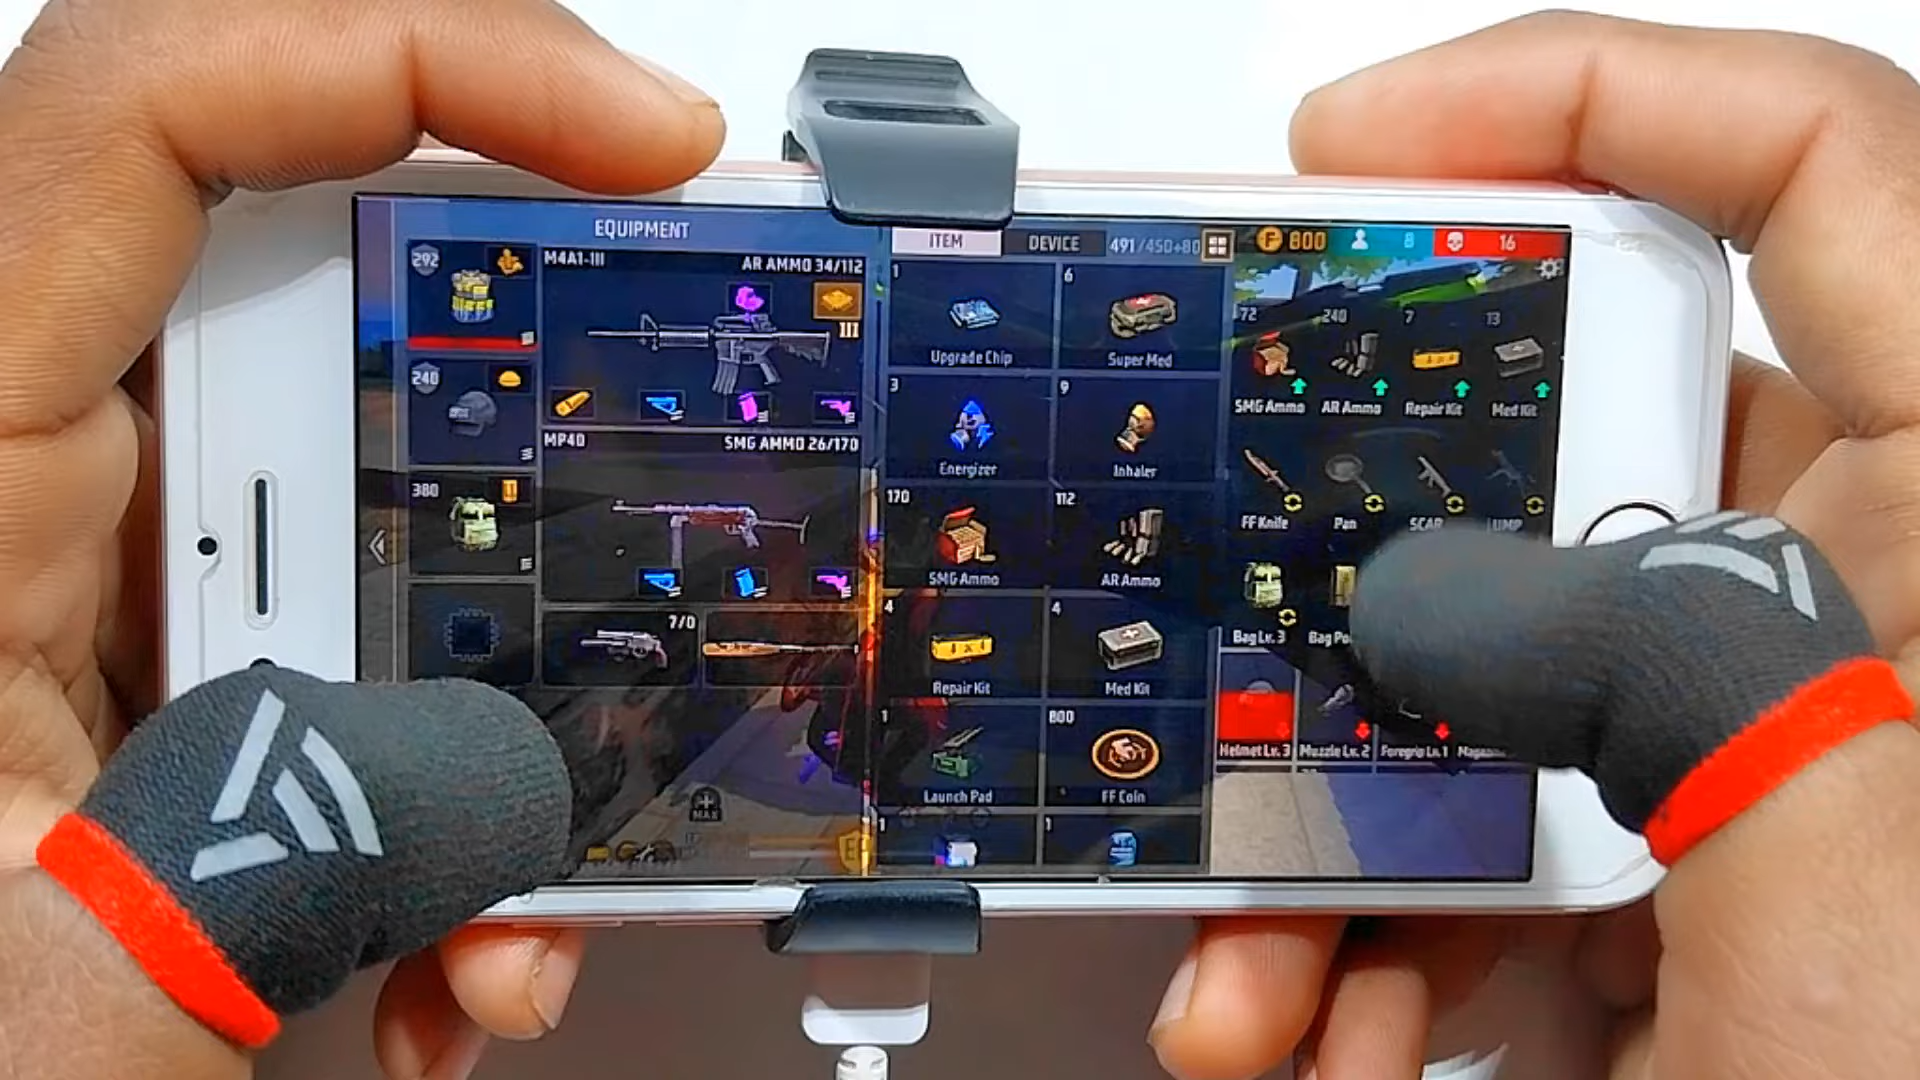 EQUIPMENT
292
M4A1-III
AR AMMO 34/112
III
240
MP40
SMG AMMO 26/170
380
7/0
MAX
EP
ITEM
DEVICE
491/450+80
800
8
16
1
Upgrade Chip
6
Super Med
3
Energizer
9
Inhaler
170
SMG Ammo
112
AR Ammo
4
Repair Kit
4
Med Kit
1
Launch Pad
800
FF Coin
1
1
72
SMG Ammo
240
AR Ammo
7
Repair Kit
13
Med Kit
FF Knife
Pan
SCAR
UMP
Bag Lv. 3
Bag
Helmet Lv. 3
Muzzle Lv. 2
Foregrip Lv. 1